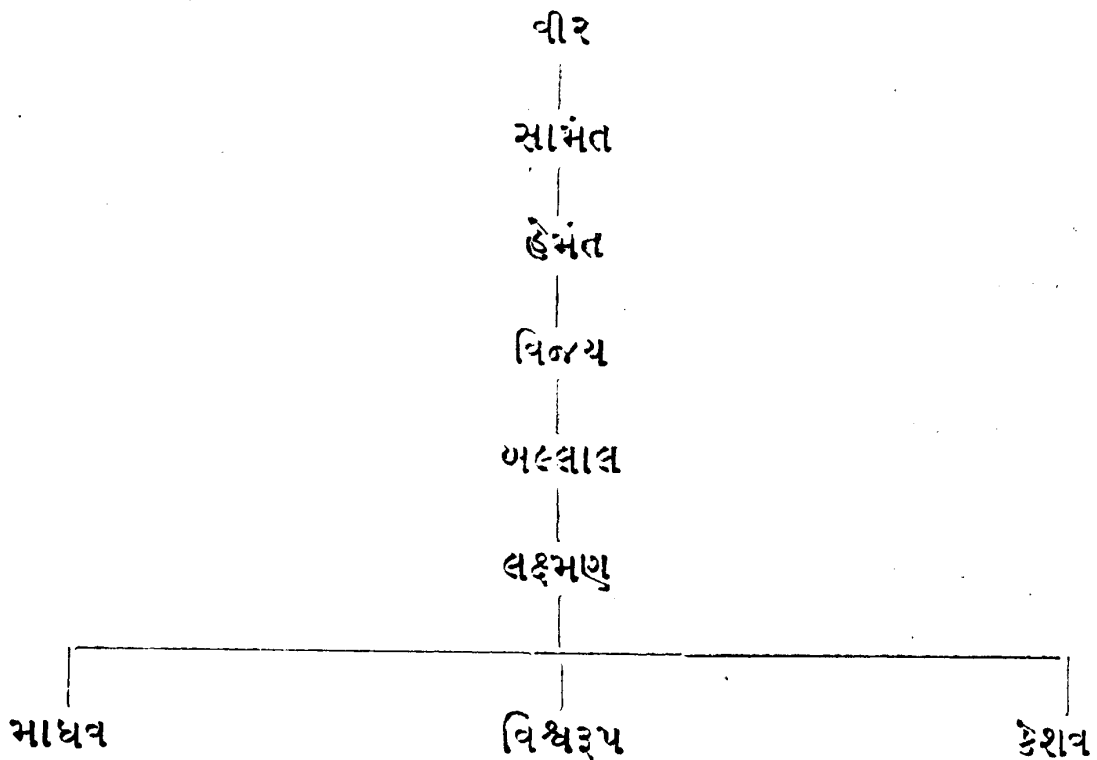 વીર
સામંત
હેમંત
વિજય
બલ્લાલ
લક્ષ્મણ
માધવ વિશ્વરૂપ કેશવ